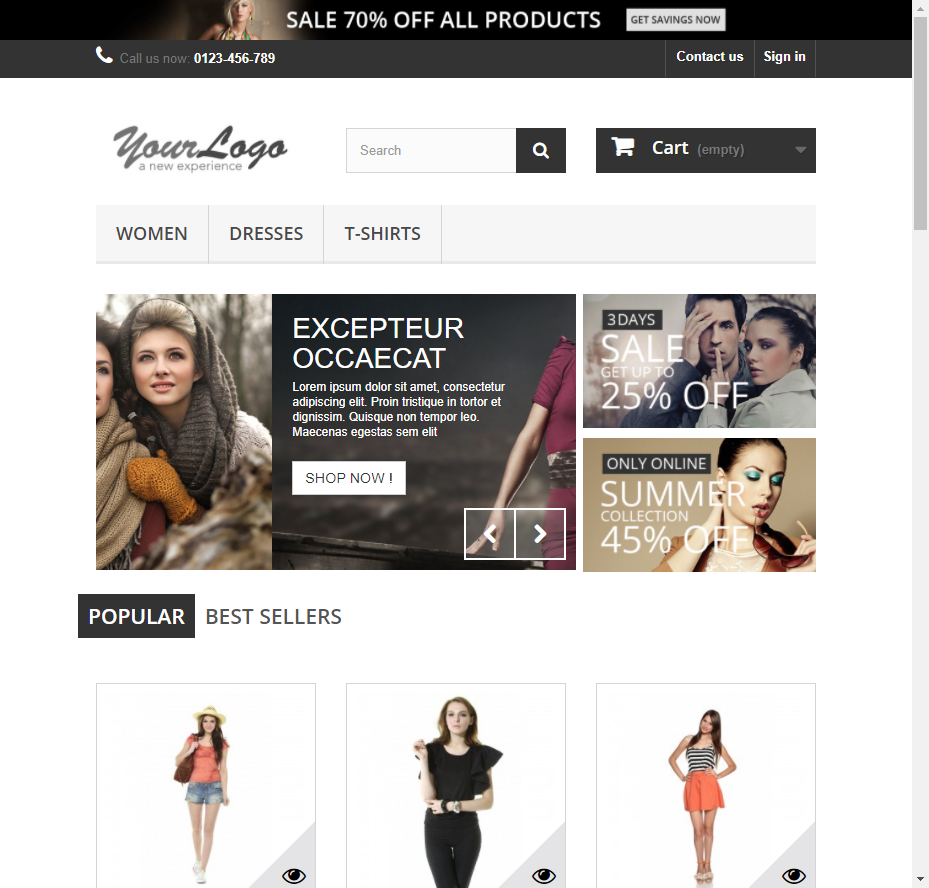 SALE 70% OFF ALL PRODUCTS GET SAVINGS NOW
Call us now: 0123-456-789 Contact us Sign in
YourLogo
a new experience
Search
Cart (empty)
WOMEN DRESSES T-SHIRTS
EXCEPTEUR
OCCAECAT
Lorem ipsum dolor sit amet, consectetur
adipiscing elit. Proin tristique in tortor et
dignissim. Quisque non tempor leo.
Maecenas egestas sem elit
SHOP NOW !
3 DAYS
SALE
GET UP TO
25% OFF
ONLY ONLINE
SUMMER
COLLECTION
45% OFF
POPULAR BEST SELLERS